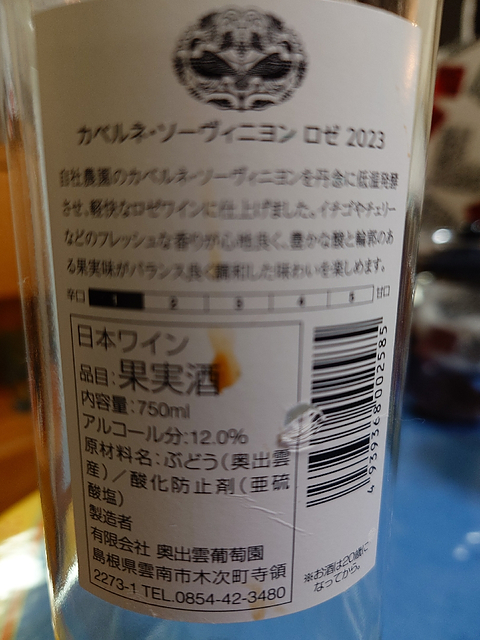 カベルネ・ソーヴィニヨン ロゼ 2023
自社農園のカベルネ・ソーヴィニヨンを丹念に低温発酵
させ、軽快なロゼワインに仕上げました。イチゴやチェリー
などのフレッシュな香りが心地良く、豊かな酸と輪郭のあ
る果実味がバランス良く調和した味わいを楽しめます。
辛口 1 2 3 4 5 甘口
日本ワイン
品目:果実酒
内容量:750ml
アルコール分:12.0%
原材料名:ぶどう(奥出雲
産)/酸化防止剤(亜硫
酸塩)
製造者
有限会社 奥出雲葡萄園
島根県雲南市木次町寺領
2273-1 TEL.0854-42-3480
49393680002585
※お酒は20歳に
なってから。